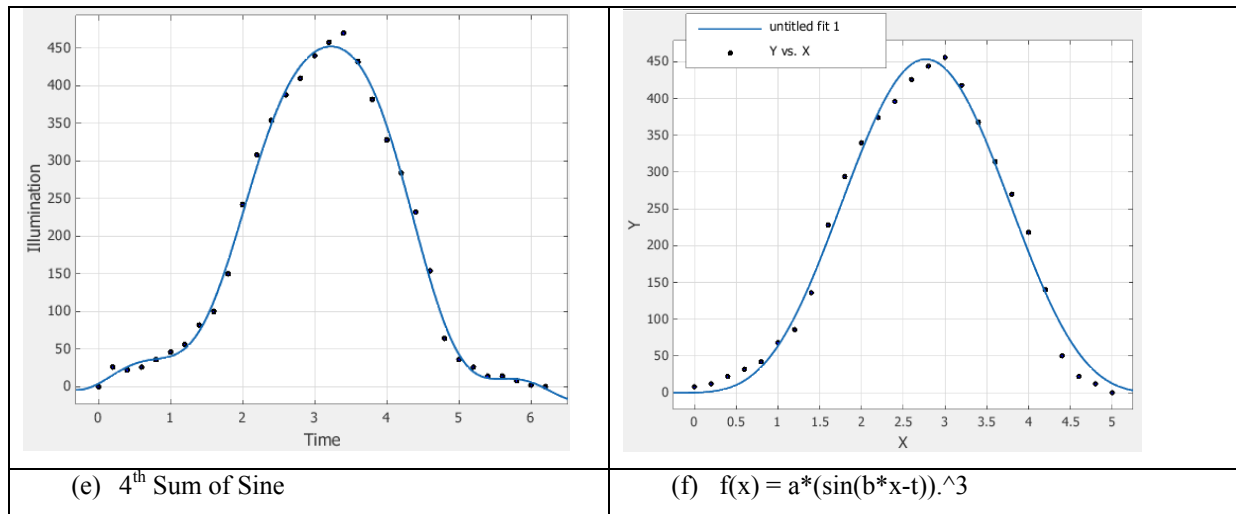 450
400
350
300
250
200
150
100
50
0
Illumination
0 1 2 3 4 5 6
Time
untitled fit 1
Y vs. X
450
400
350
300
250
200
150
100
50
0
Y
0 0.5 1 1.5 2 2.5 3 3.5 4 4.5 5
X
(e) 4th Sum of Sine
(f) f(x) = a*(sin(b*x-t)).^3